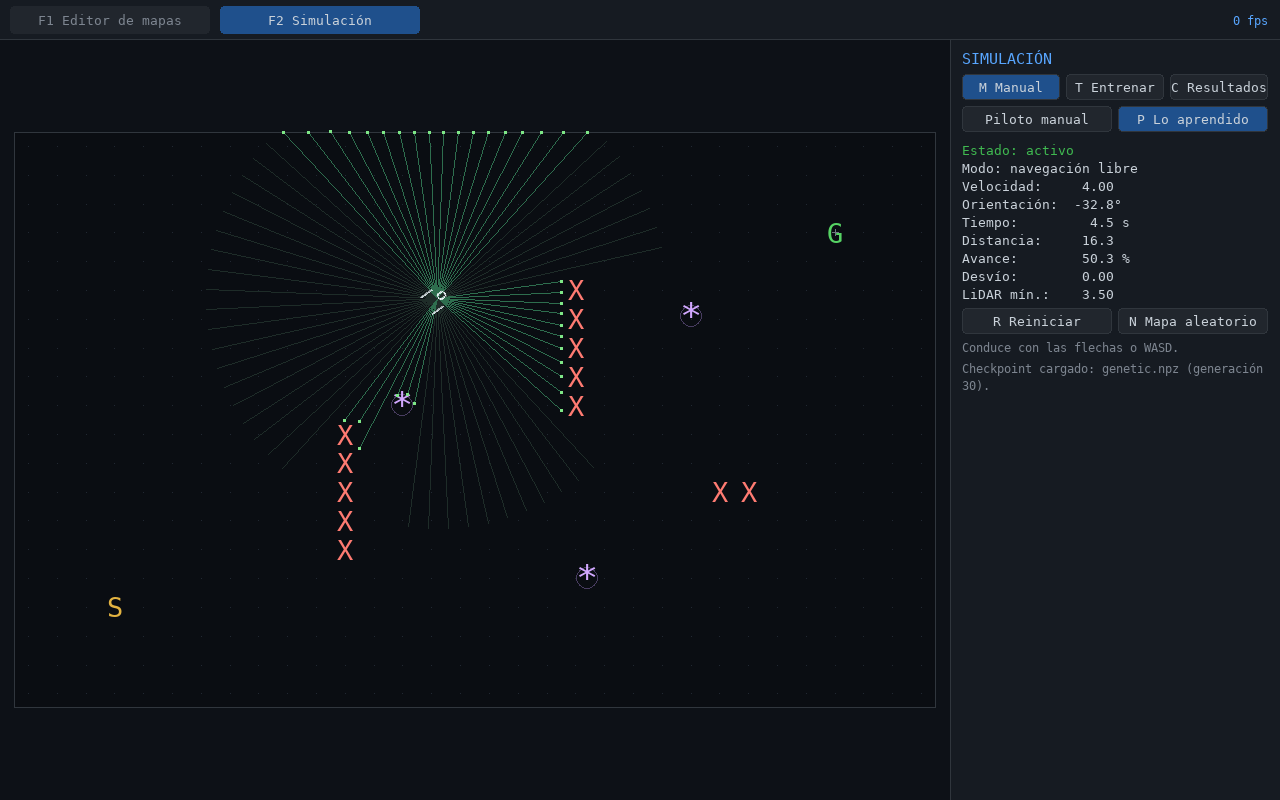 F1 Editor de mapas F2 Simulación 0 fps
SIMULACIÓN
M Manual T Entrenar C Resultados
Piloto manual P Lo aprendido
Estado: activo
Modo: navegación libre
Velocidad: 4.00
Orientación: -32.8°
Tiempo: 4.5 s
Distancia: 16.3
Avance: 50.3 %
Desvío: 0.00
LiDAR mín.: 3.50
R Reiniciar N Mapa aleatorio
Conduce con las flechas o WASD.
Checkpoint cargado: genetic.npz (generación
30).
G
X
*
X
X
X
*
X
X
X
X
X X
X
X
*
S